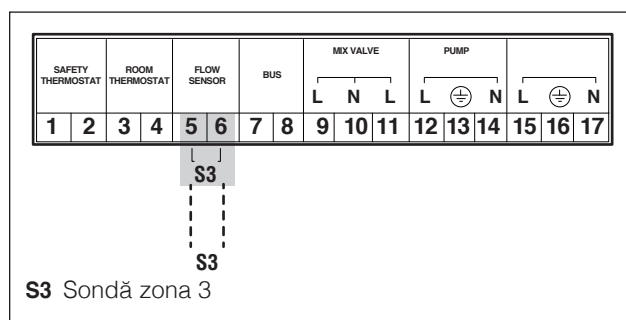 SAFETY THERMOSTAT
ROOM THERMOSTAT
FLOW SENSOR
BUS
MIX VALVE
PUMP
L N L L N L N
1 2 3 4 5 6 7 8 9 10 11 12 13 14 15 16 17
S3
S3
S3 Sondă zona 3